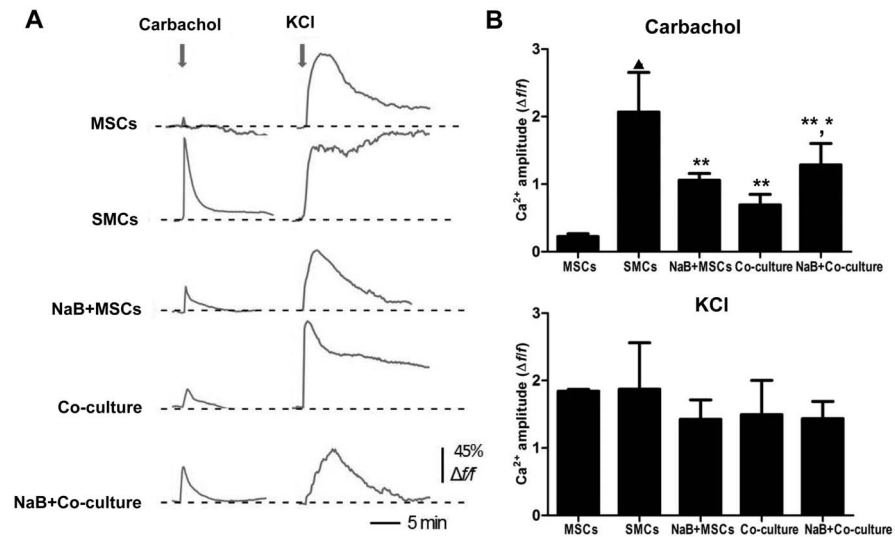 A
Carbachol
KCl
MSCs
SMCs
NaB+MSCs
Co-culture
NaB+Co-culture
45%
Δf/f
5 min
B
Carbachol
Ca2+ amplitude (Δf/f)
3
2
1
0
**
**
**,*
MSCs
SMCs
NaB+MSCs
Co-culture
NaB+Co-culture
KCl
Ca2+ amplitude (Δf/f)
3
2
1
0
MSCs
SMCs
NaB+MSCs
Co-culture
NaB+Co-culture